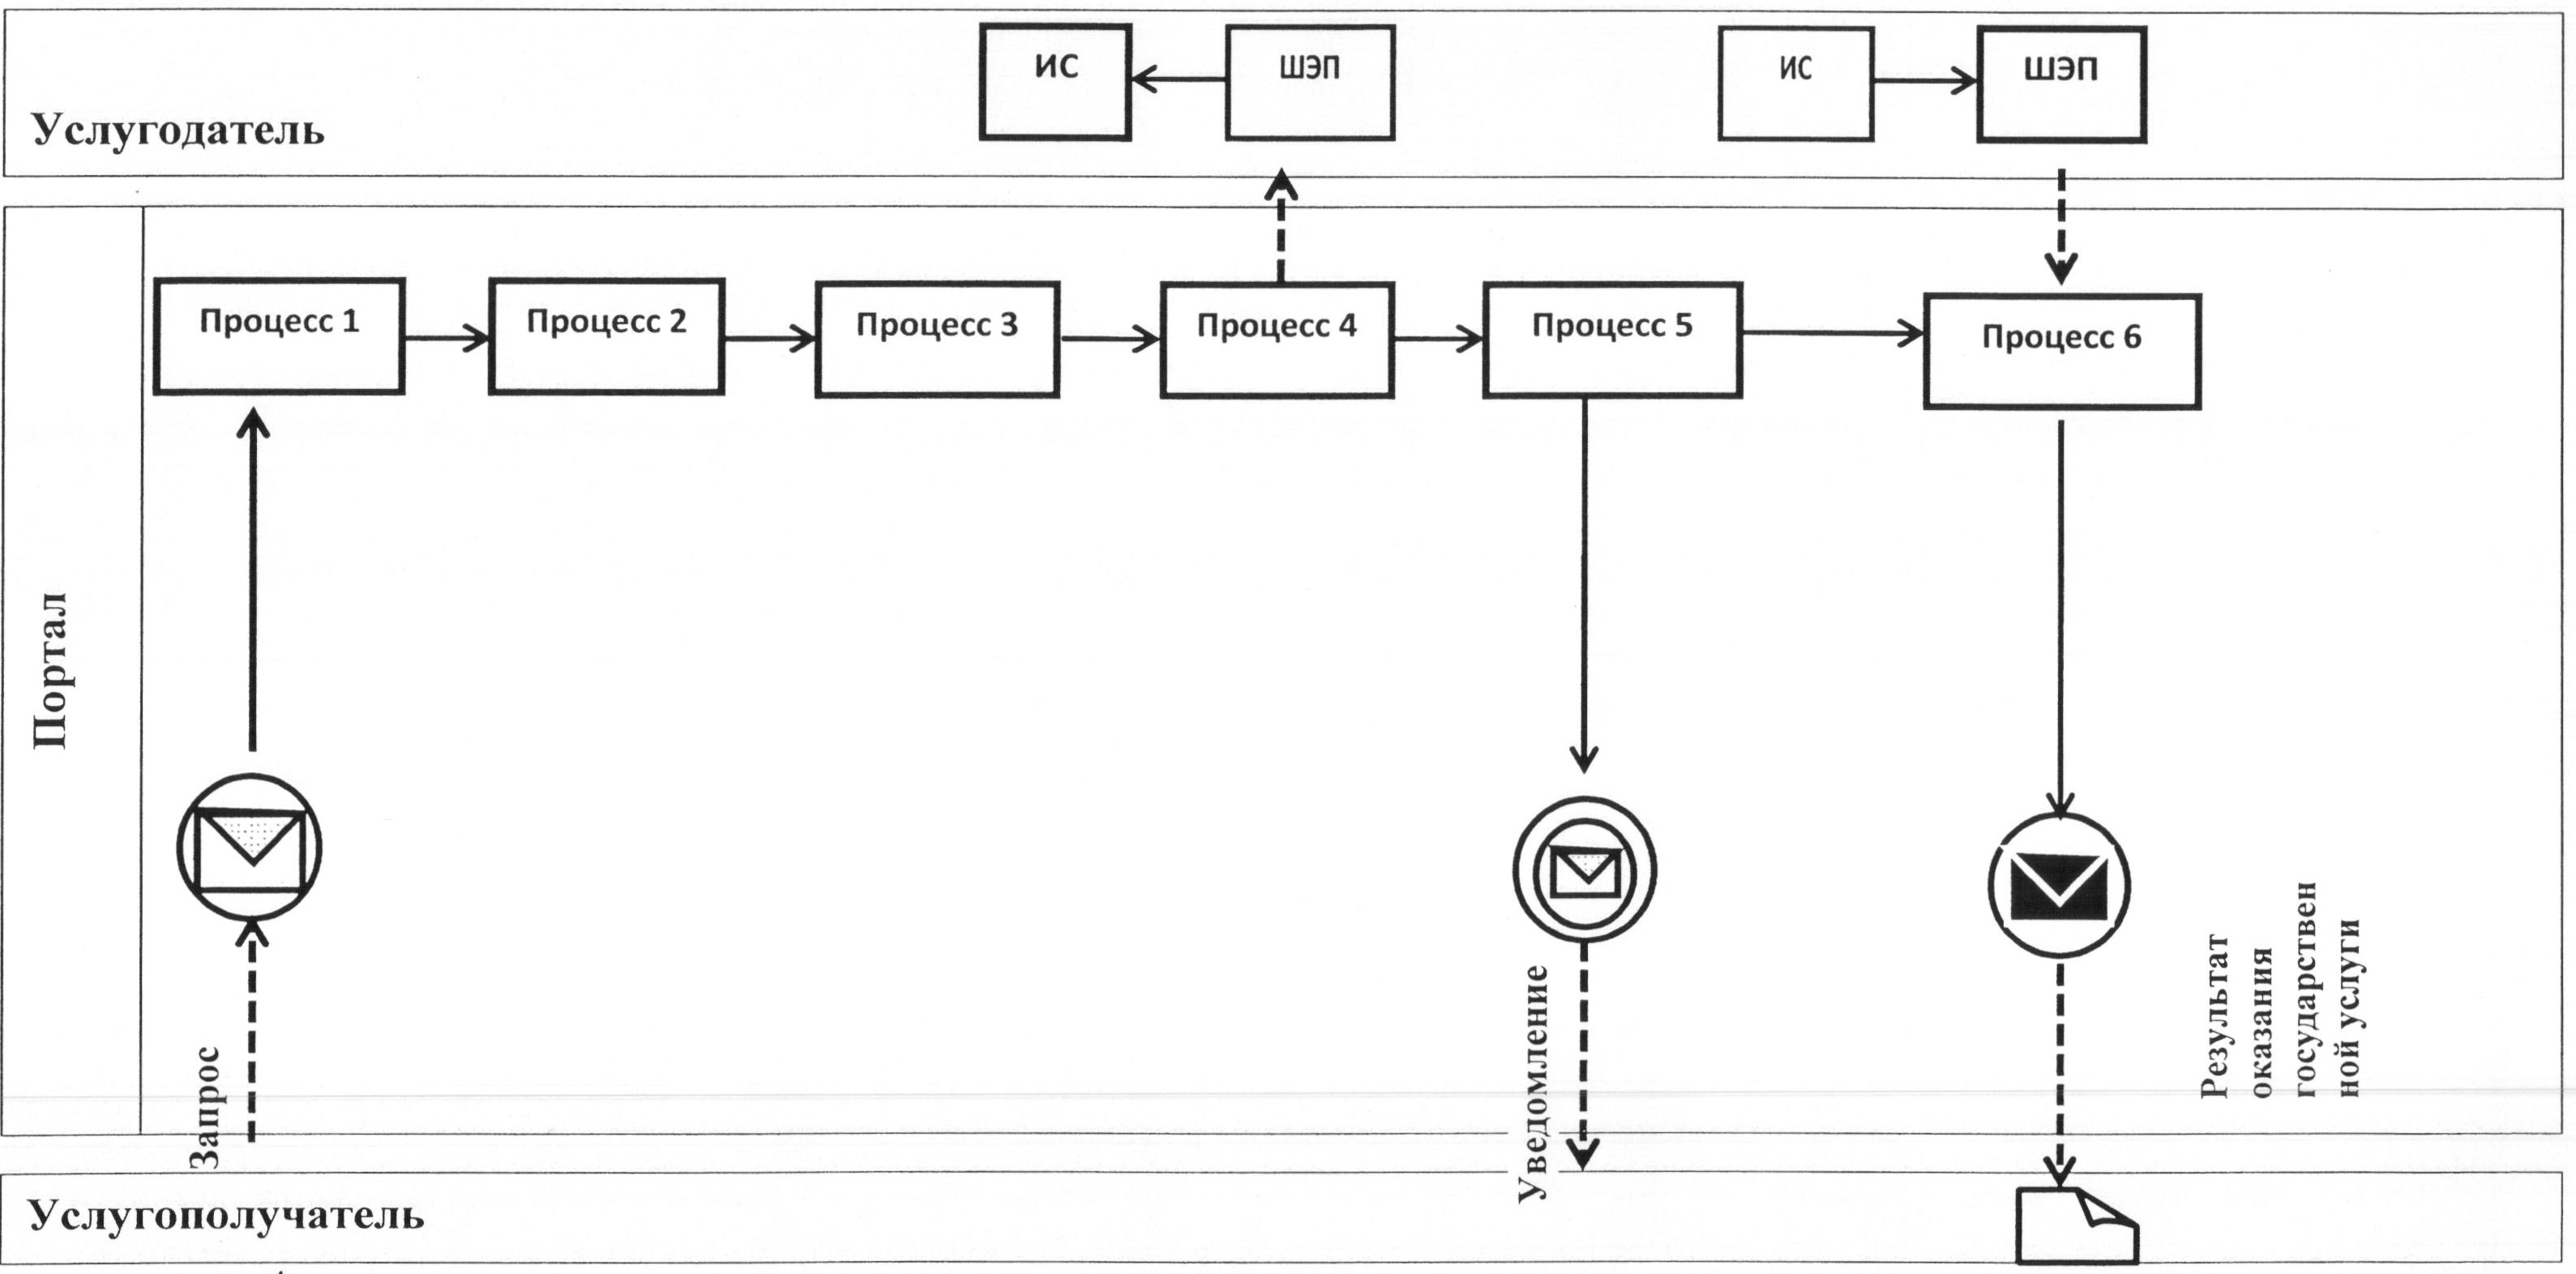 ИС
ШЭП
ИС
ШЭП
Услугодатель
Процесс 1
Процесс 2
Процесс 3
Процесс 4
Процесс 5
Процесс 6
Портал
Запрос
Уведомление
Результат
оказания
государствен
ной услуги
Услугополучатель